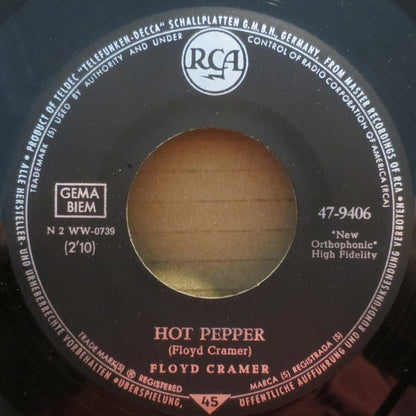 PRODUCT OF TELDEC "TELEFUNKEN-DECCA" SCHALLPLATTEN G.M.B.H., GERMANY, FROM MASTER RECORDINGS OF RCA
TRADE MARK (S) USED BY AUTHORITY AND UNDER CONTROL OF RADIO CORPORATION OF AMERICA (RCA)
RCA
GEMA
BIEM
N 2 WW-0739
(2'10)
47-9406
"New
Orthophonic"
High Fidelity
HOT PEPPER
(Floyd Cramer)
FLOYD CRAMER
TRADE MARK(S) ® REGISTERED
MARCA (S) REGISTRADA (S)
• ALLE HERSTELLER- UND URHEBERRECHTE VORBEHALTEN • ÜBERSPIELUNG, ÖFFENTLICHE AUFFÜHRUNG UND RUNDFUNKSENDUNG VERBOTEN •
45